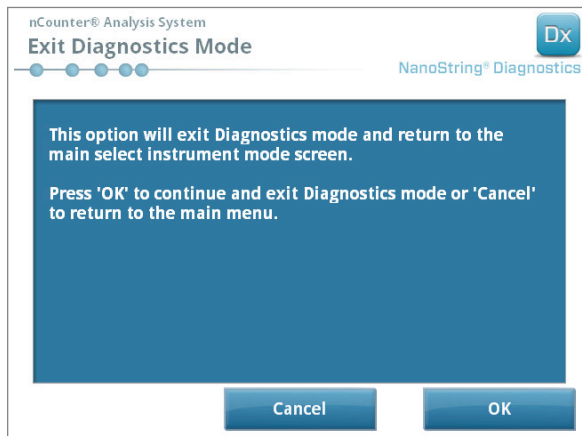 nCounter® Analysis System
Exit Diagnostics Mode
Dx
NanoString® Diagnostics
This option will exit Diagnostics mode and return to the
main select instrument mode screen.
Press 'OK' to continue and exit Diagnostics mode or 'Cancel'
to return to the main menu.
Cancel
OK